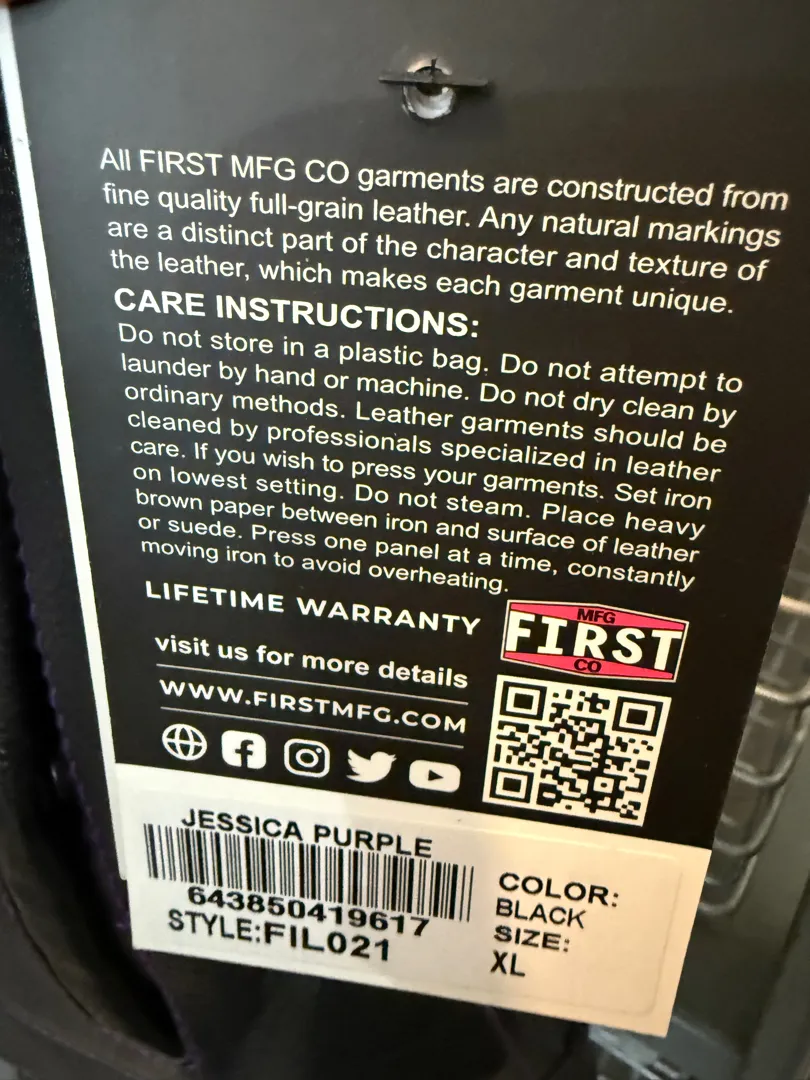 All FIRST MFG CO garments are constructed from
fine quality full-grain leather. Any natural markings
are a distinct part of the character and texture of
the leather, which makes each garment unique.
CARE INSTRUCTIONS:
Do not store in a plastic bag. Do not attempt to
launder by hand or machine. Do not dry clean by
ordinary methods. Leather garments should be
cleaned by professionals specialized in leather
care. If you wish to press your garments. Set iron
on lowest setting. Do not steam. Place heavy
brown paper between iron and surface of leather
or suede. Press one panel at a time, constantly
moving iron to avoid overheating.
LIFETIME WARRANTY
visit us for more details
WWW.FIRSTMFG.COM
MFG
FIRST
CO
JESSICA PURPLE
643850419617
STYLE:FIL021
COLOR:
BLACK
SIZE:
XL